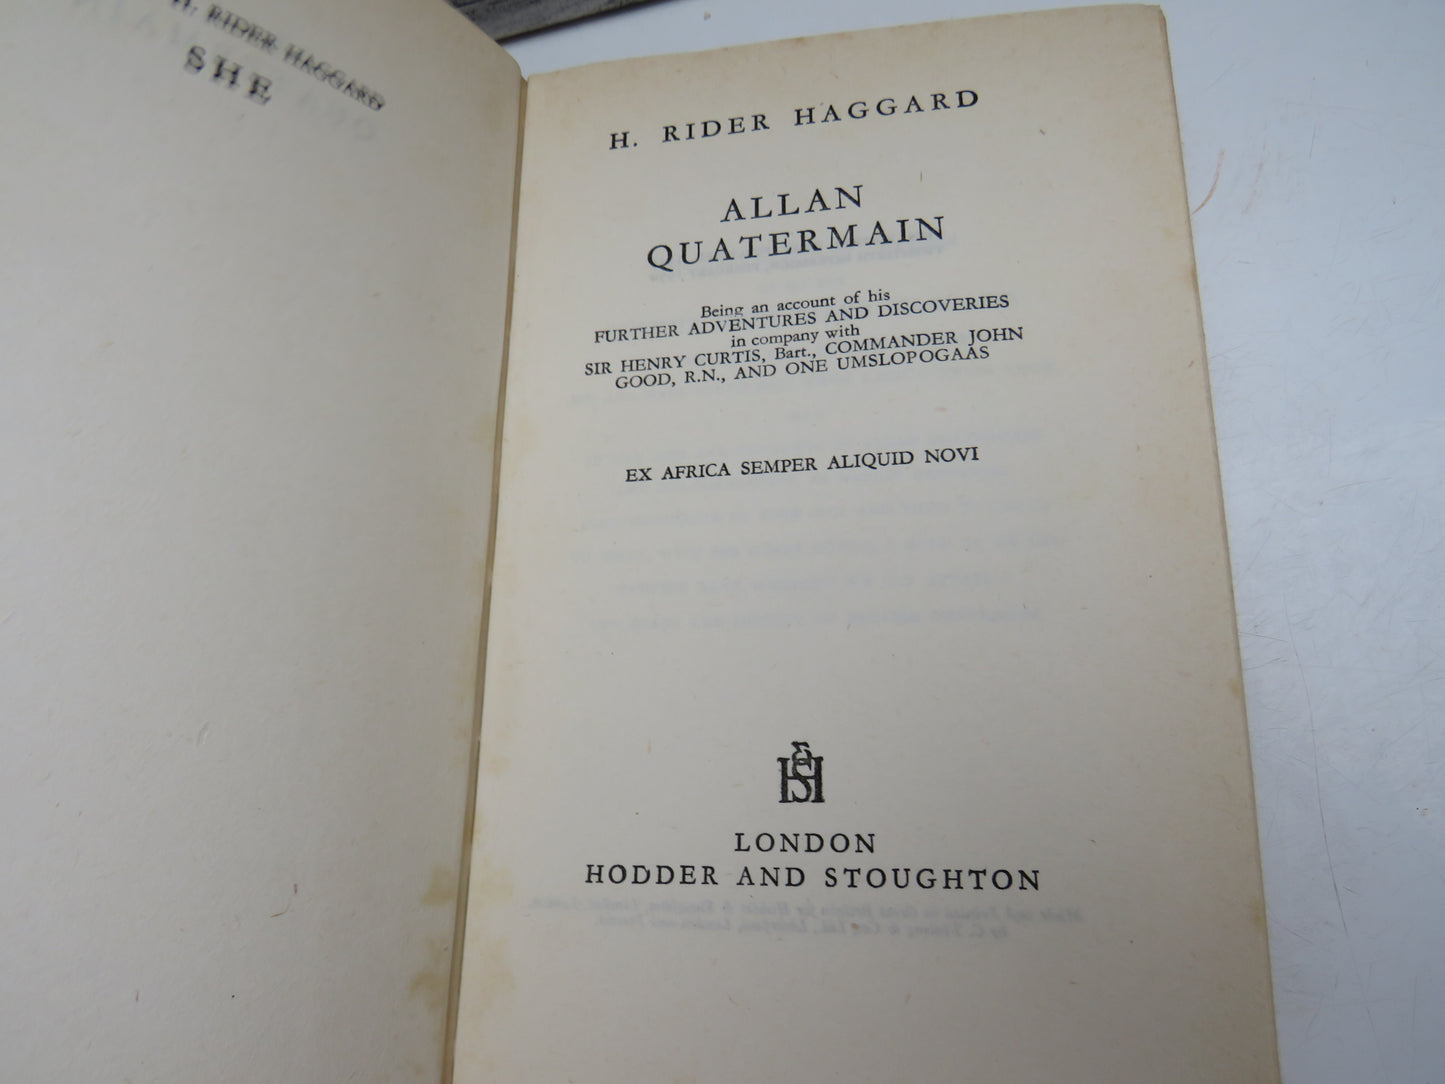 H. RIDER HAGGARD
SHE
H. RIDER HAGGARD
ALLAN
QUATERMAIN
Being an account of his
FURTHER ADVENTURES AND DISCOVERIES
in company with
SIR HENRY CURTIS, Bart., COMMANDER JOHN
GOOD, R.N., AND ONE UMSLOPOGAAS
EX AFRICA SEMPER ALIQUID NOVI
H&S
LONDON
HODDER AND STOUGHTON